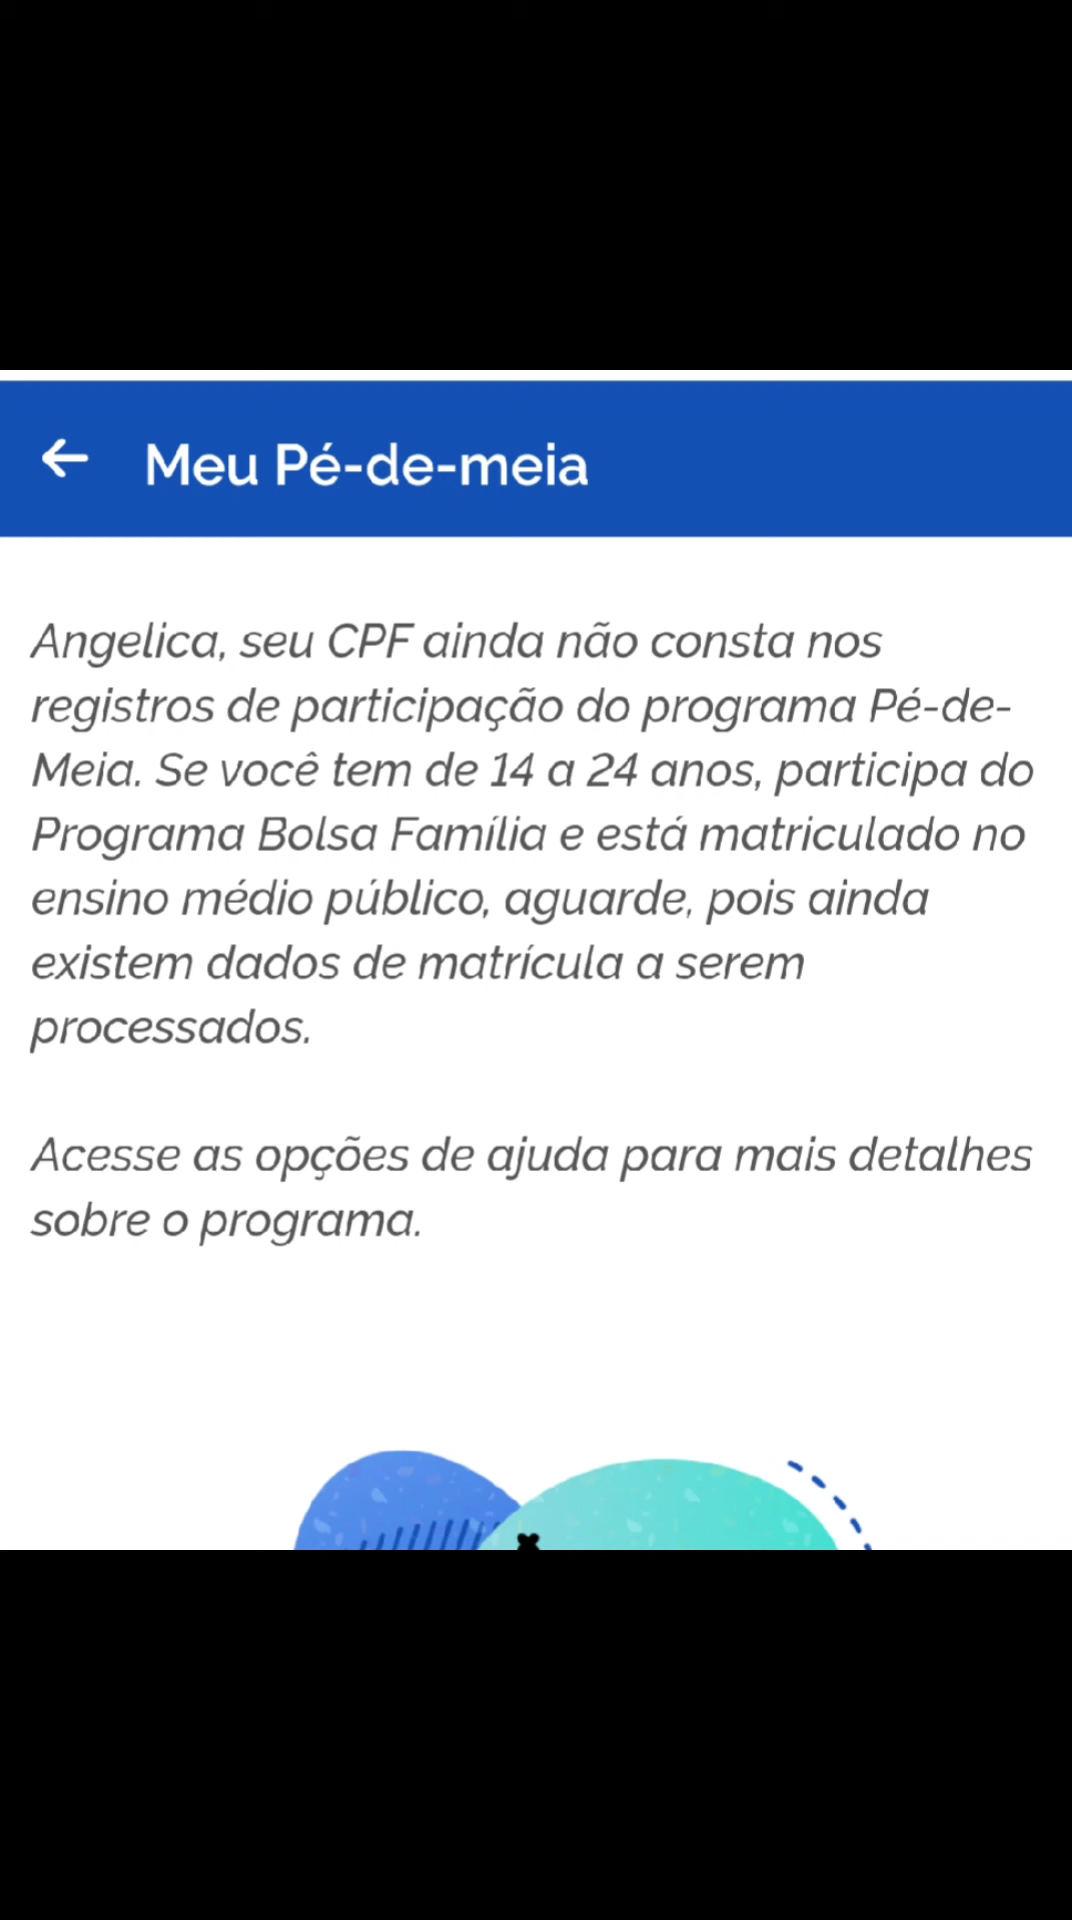 Meu Pé-de-meia
Angelica, seu CPF ainda não consta nos
registros de participação do programa Pé-de-
Meia. Se você tem de 14 a 24 anos, participa do
Programa Bolsa Família e está matriculado no
ensino médio público, aguarde, pois ainda
existem dados de matrícula a serem
processados.
Acesse as opções de ajuda para mais detalhes
sobre o programa.